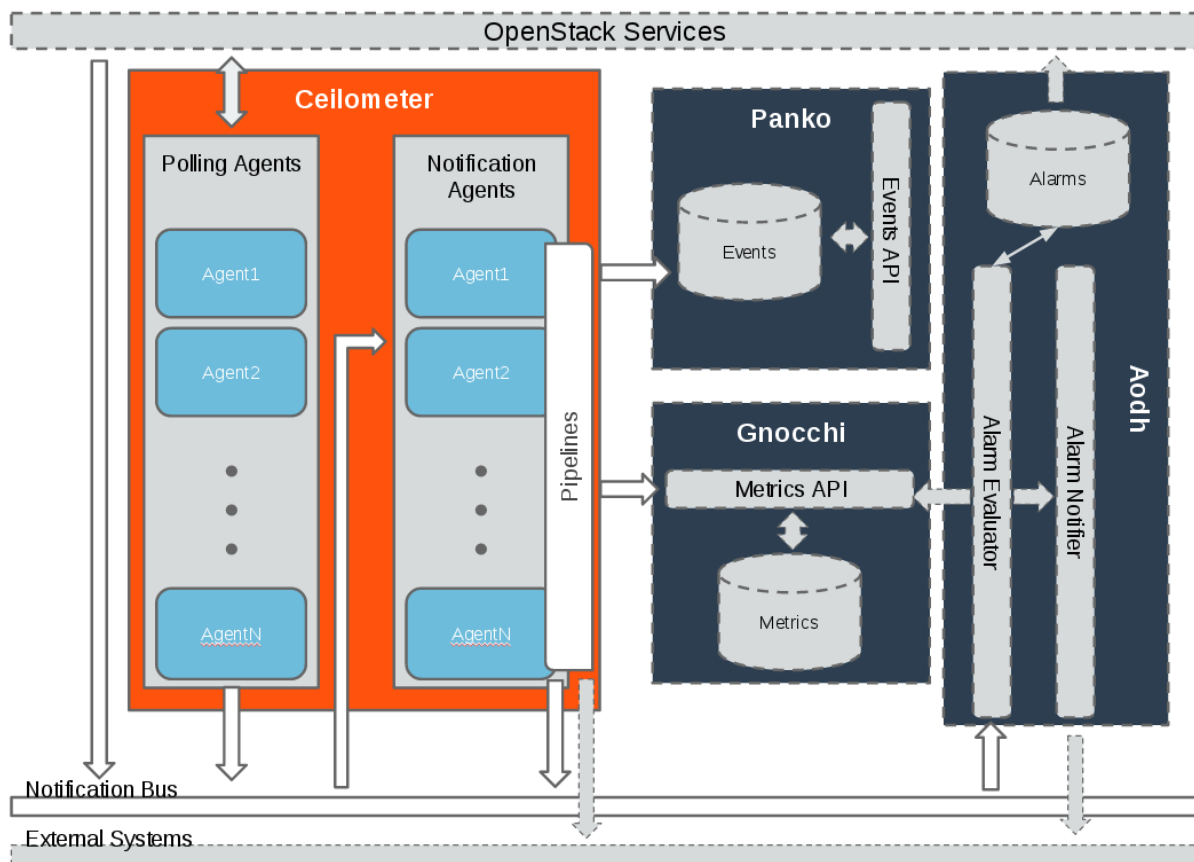 OpenStack Services
Ceilometer
Polling Agents
Agent1
Agent2
AgentN
Notification
Agents
Agent1
Agent2
AgentN
Pipelines
Panko
Events
Events API
Gnocchi
Metrics API
Metrics
Aodh
Alarms
Alarm Evaluator
Alarm Notifier
Notification Bus
External Systems